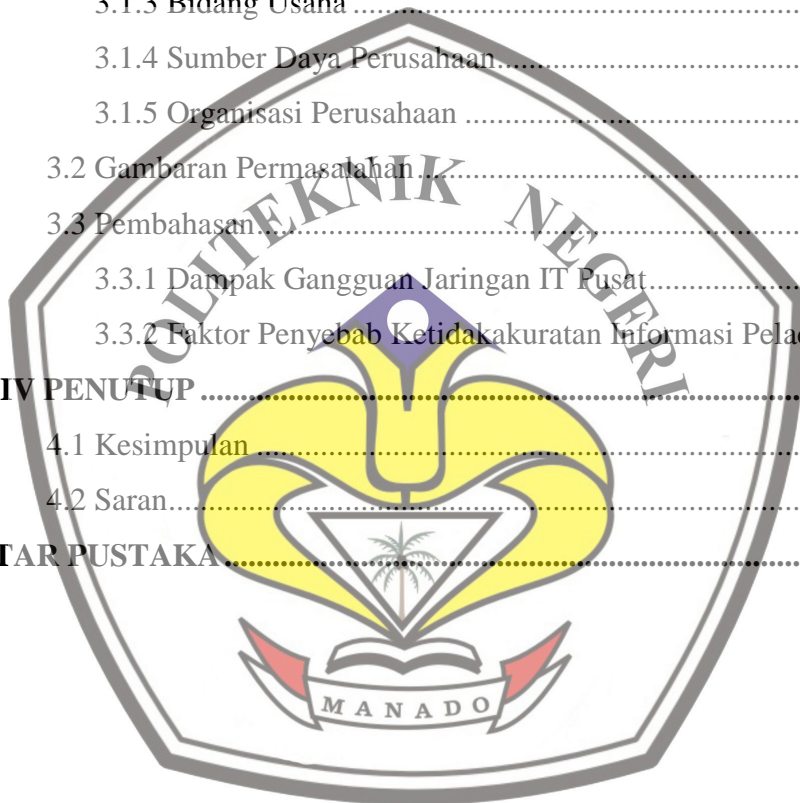 3.1.3 Bidang Usaha ........................................................
3.1.4 Sumber Daya Perusahaan ........................................
3.1.5 Organisasi Perusahaan ............................................
3.2 Gambaran Permasalahan ................................................
3.3 Pembahasan ...............................................................
3.3.1 Dampak Gangguan Jaringan IT Pusat ....................
3.3.2 Faktor Penyebab Ketidakakuratan Informasi
IV PENUTUP ................................................................
4.1 Kesimpulan ................................................................
4.2 Saran ..........................................................................
TAR PUSTAKA ............................................................
POLITEKNIK NEGERI
MANADO